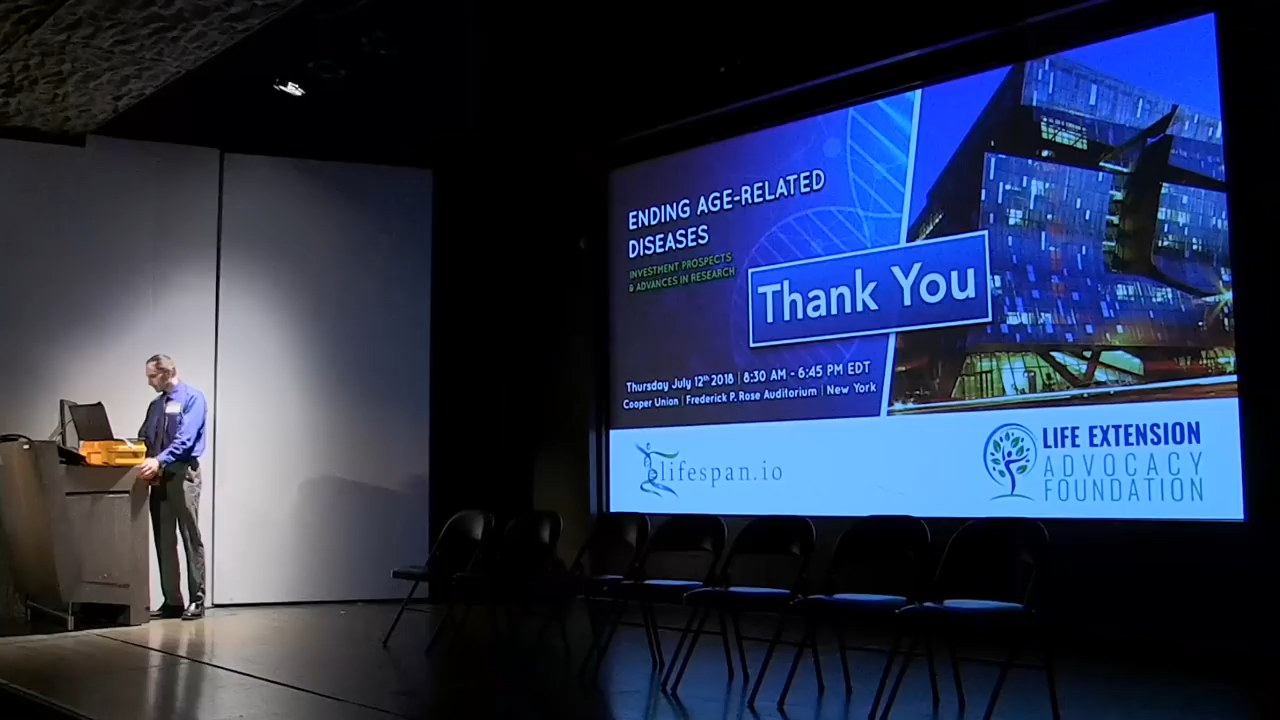 ENDING AGE-RELATED
DISEASES
INVESTMENT PROSPECTS
& ADVANCES IN RESEARCH
Thank You
Thursday July 12th 2018 | 8:30 AM - 6:45 PM EDT
Cooper Union | Frederick P. Rose Auditorium | New York
lifespan.io
LIFE EXTENSION
ADVOCACY
FOUNDATION